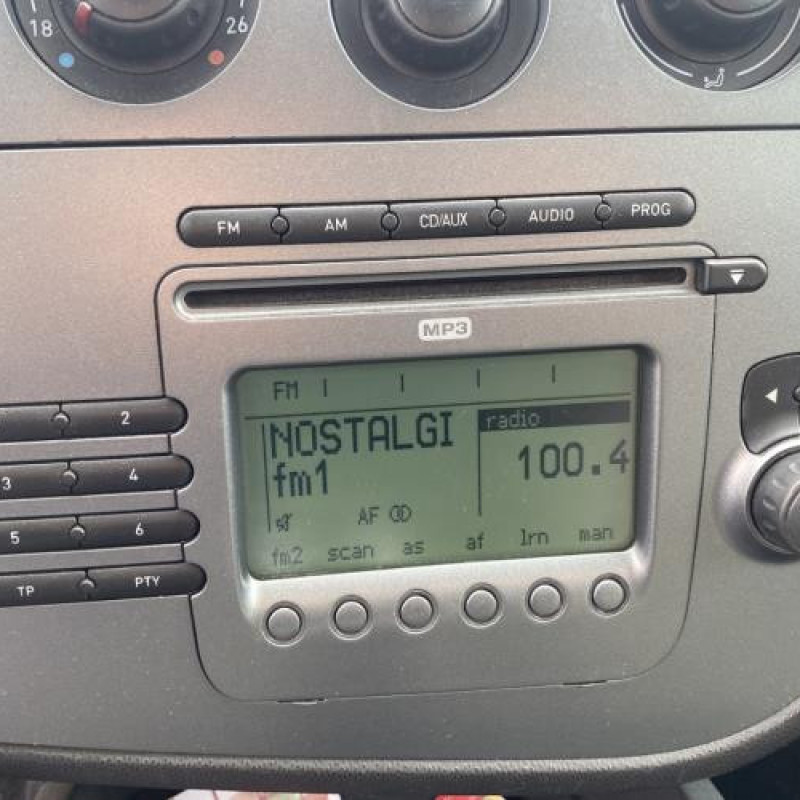 18 26
FM AM CD/AUX AUDIO PROG
MP3
FM
NOSTALGI radio
fm1 100.4
AF
fm2 scan as af lrn man
2
3 4
5 6
TP PTY